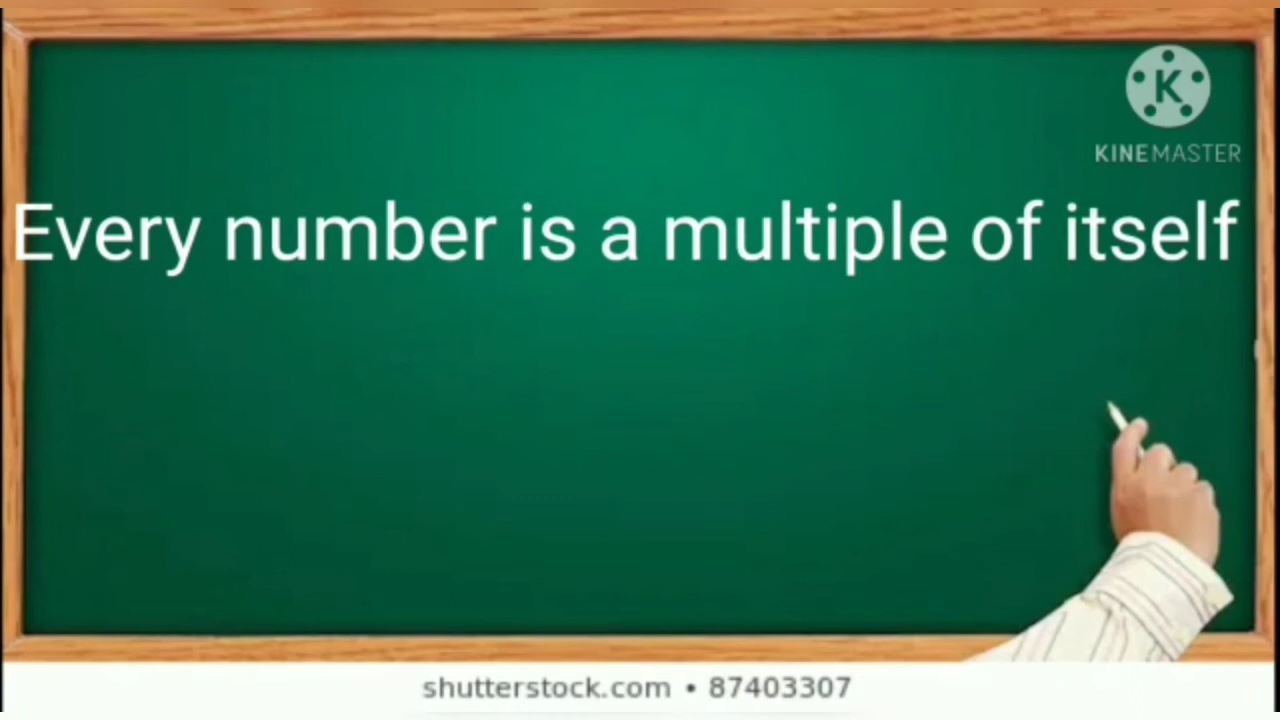 K
KINEMASTER
Every number is a multiple of itself
shutterstock.com • 87403307